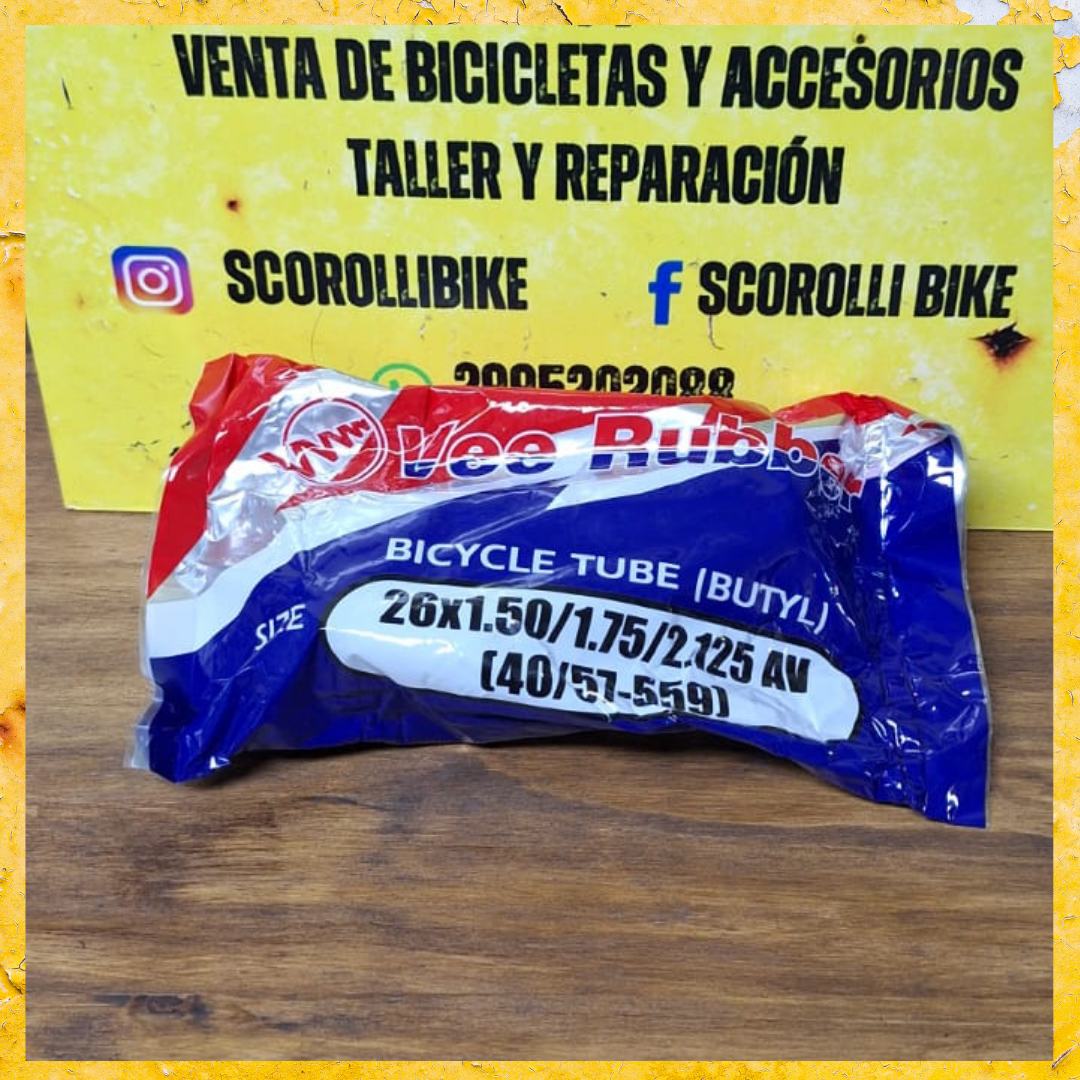 VENTA DE BICICLETAS Y ACCESORIOS
TALLER Y REPARACIÓN
SCOROLLIBIKE
SCOROLLI BIKE
2995202088
Vee Rubber
BICYCLE TUBE (BUTYL)
SIZE
26x1.50/1.75/2.125 AV
(40/57-559)